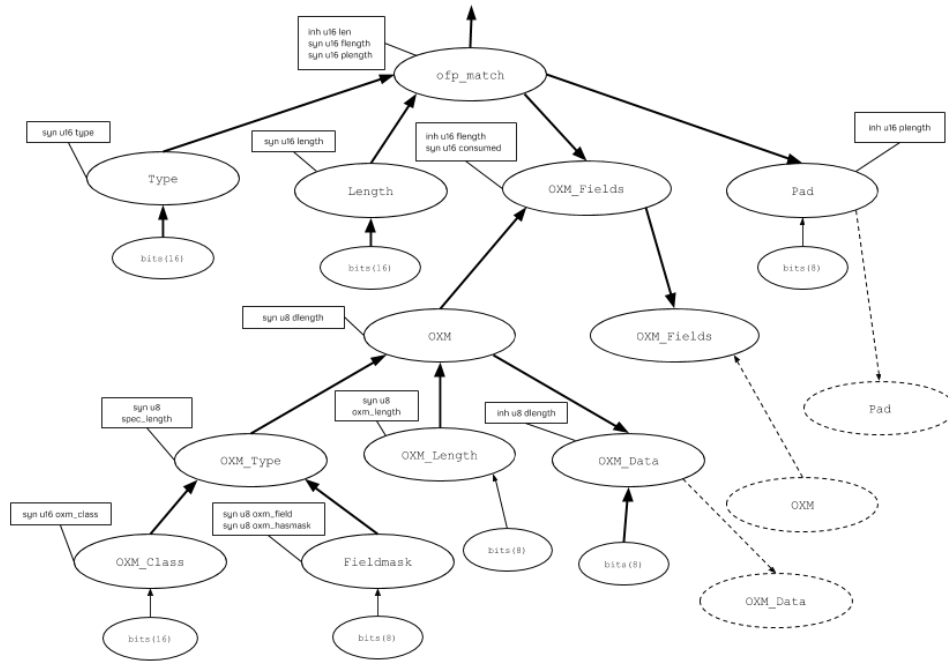 inh u16 len
syn u16 flength
syn u16 plength
ofp_match
syn u16 type
syn u16 length
inh u16 flength
syn u16 consumed
inh u16 plength
Type
Length
OXM_Fields
Pad
bits(16)
bits(16)
bits(8)
syn u8 dlength
OXM
OXM_Fields
syn u8
spec_length
syn u8
oxm_length
inh u8 dlength
Pad
OXM_Type
OXM_Length
OXM_Data
OXM
syn u16 oxm_class
syn u8 oxm_field
syn u8 oxm_hasmask
OXM_Class
Fieldmask
bits(8)
bits(8)
OXM_Data
bits(16)
bits(8)